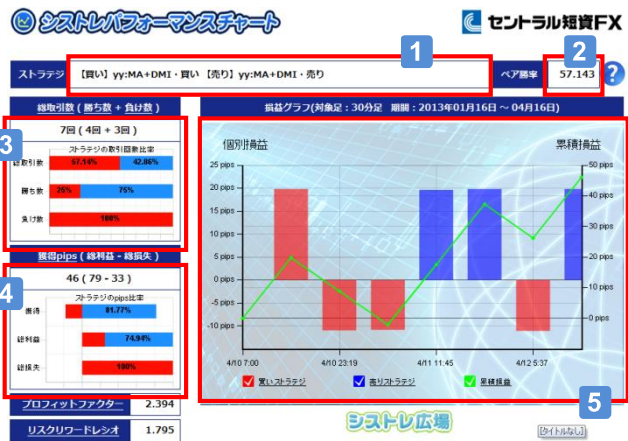 シストレパフォーマンスチャート
セントラル短資FX
1
2
ストラテジ 【買い】yy:MA+DMI・買い 【売り】yy:MA+DMI・売り ペア勝率 57.143 ?
総取引数 ( 勝ち数 + 負け数 )
損益グラフ(対象足:30分足 期間:2013年01月16日 ～ 04月16日)
3
7回 ( 4回 + 3回 )
ストラテジの取引回数比率
総取引数 57.14% 42.86%
勝ち数 25% 75%
負け数 100%
獲得pips ( 総利益 - 総損失 )
4
46 ( 79 - 33 )
ストラテジのpips比率
獲得 81.77%
総利益 74.94%
総損失 100%
プロフィットファクター 2.394
リスクリワードレシオ 1.795
個別損益 累積損益
25 pips 50 pips
20 pips 40 pips
15 pips
10 pips 30 pips
5 pips 20 pips
0 pips
-5 pips 10 pips
-10 pips 0 pips
4/10 7:00 4/10 23:19 4/11 11:45 4/12 5:37
買いストラテジ 売りストラテジ 累積損益
5
シストレ広場
[タイトルなし]